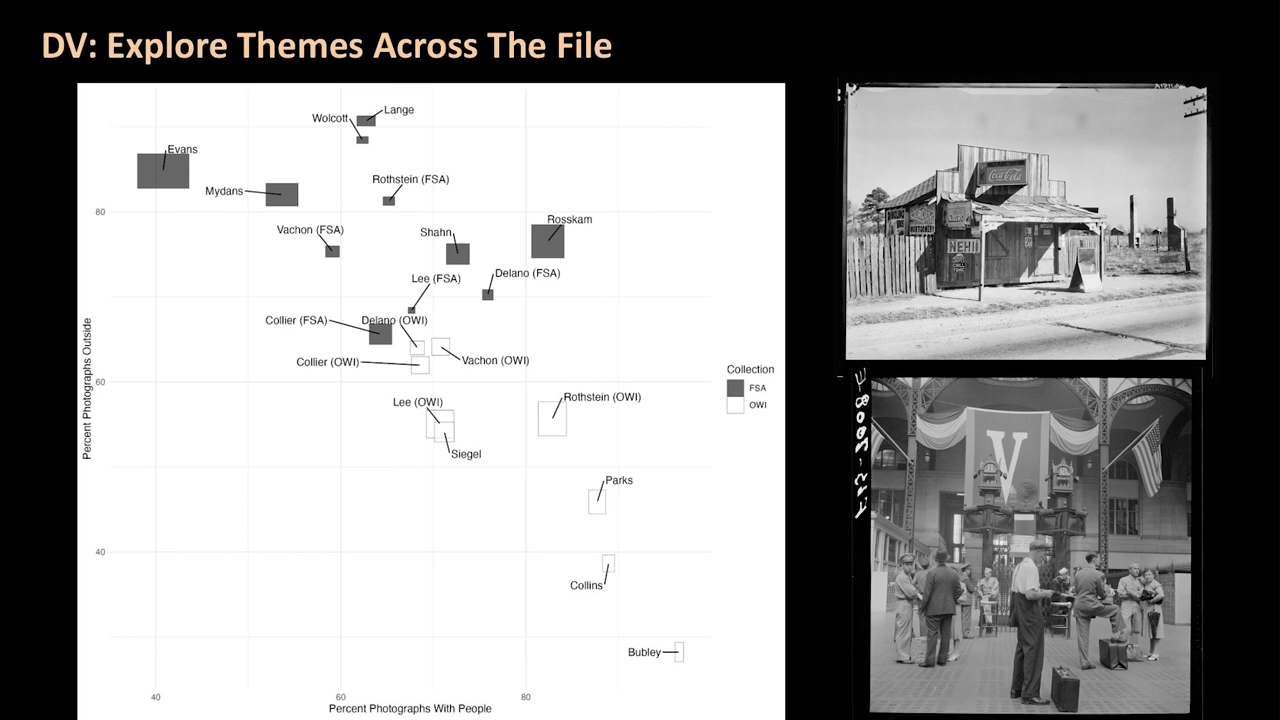 DV: Explore Themes Across The File
Lange
Wolcott
Evans
Mydans
Rothstein (FSA)
Rosskam
Vachon (FSA)
Shahn
Delano (FSA)
Lee (FSA)
Collier (FSA)
Delano (OWI)
Collier (OWI)
Vachon (OWI)
Lee (OWI)
Rothstein (OWI)
Siegel
Parks
Collins
Bubley
80
60
40
Percent Photographs Outside
40
60
80
Percent Photographs With People
Collection
FSA
OWI
Coca-Cola
NEHI
V